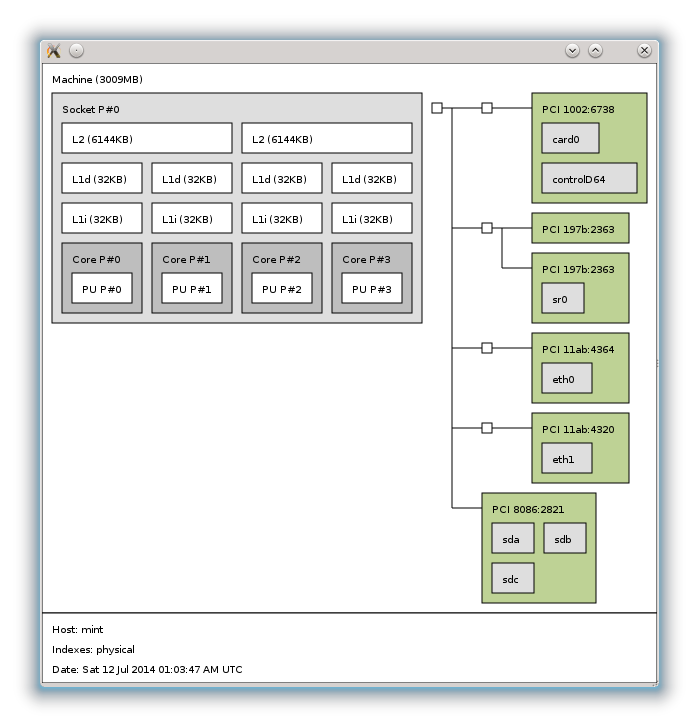 Machine (3009MB)
Socket P#0
L2 (6144KB) L2 (6144KB)
L1d (32KB) L1d (32KB) L1d (32KB) L1d (32KB)
L1i (32KB) L1i (32KB) L1i (32KB) L1i (32KB)
Core P#0 Core P#1 Core P#2 Core P#3
PU P#0 PU P#1 PU P#2 PU P#3
PCI 1002:6738
card0
controlD64
PCI 197b:2363
PCI 197b:2363
sr0
PCI 11ab:4364
eth0
PCI 11ab:4320
eth1
PCI 8086:2821
sda sdb
sdc
Host: mint
Indexes: physical
Date: Sat 12 Jul 2014 01:03:47 AM UTC